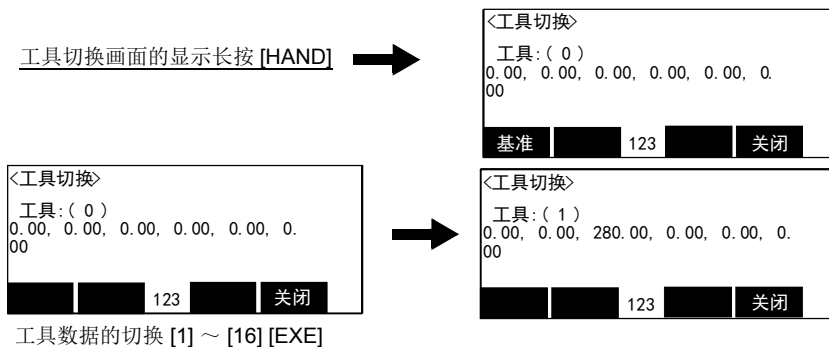 工具切换画面的显示长按 [HAND]
<工具切换>
工具:( 0 )
0.00, 0.00, 0.00, 0.00, 0.00, 0.
00
基准 123 关闭
<工具切换>
工具:( 0 )
0.00, 0.00, 0.00, 0.00, 0.00, 0.
00
123 关闭
<工具切换>
工具:( 1 )
0.00, 0.00, 280.00, 0.00, 0.00, 0.
00
123 关闭
工具数据的切换 [1] ～ [16] [EXE]